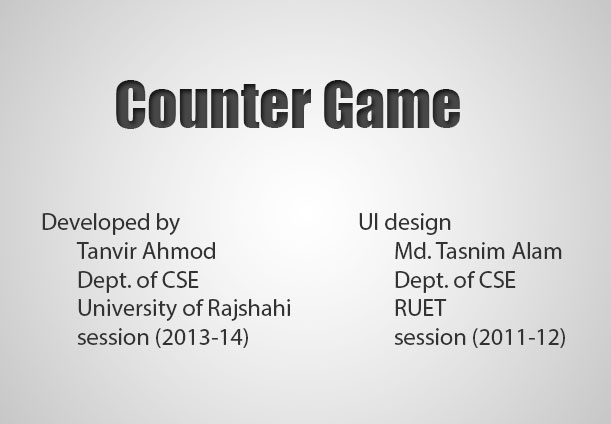 Counter Game
Developed by
Tanvir Ahmod
Dept. of CSE
University of Rajshahi
session (2013-14)
UI design
Md. Tasnim Alam
Dept. of CSE
RUET
session (2011-12)